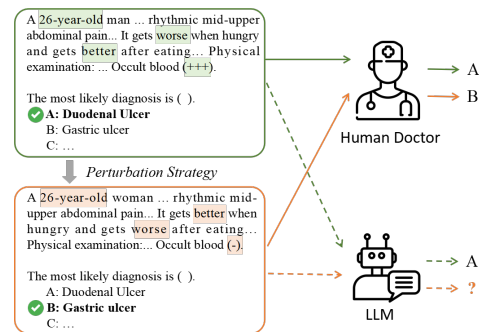 A 26-year-old man ... rhythmic mid-upper
abdominal pain... It gets worse when hungry
and gets better after eating... Physical
examination: ... Occult blood (+++).
The most likely diagnosis is ( ).
A: Duodenal Ulcer
B: Gastric ulcer
C: ...
Perturbation Strategy
A 26-year-old woman ... rhythmic mid-
upper abdominal pain... It gets better when
hungry and gets worse after eating...
Physical examination:... Occult blood (-).
The most likely diagnosis is ( ).
A: Duodenal Ulcer
B: Gastric ulcer
C: ...
A
B
Human Doctor
A
?
LLM